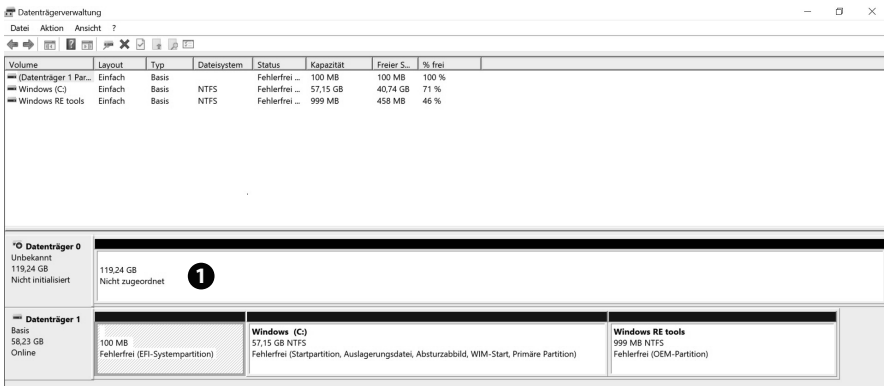 Datenträgerverwaltung
Datei Aktion Ansicht ?
Volume Layout Typ Dateisystem Status Kapazität Freier S... % frei
(Datenträger 1 Par... Einfach Basis Fehlerfrei ... 100 MB 100 MB 100 %
Windows (C:) Einfach Basis NTFS Fehlerfrei ... 57,15 GB 40,74 GB 71 %
Windows RE tools Einfach Basis NTFS Fehlerfrei ... 999 MB 458 MB 46 %
Datenträger 0
Unbekannt
119,24 GB
Nicht initialisiert
119,24 GB
Nicht zugeordnet
1
Datenträger 1
Basis
58,23 GB
Online
100 MB
Fehlerfrei (EFI-Systempartition)
Windows (C:)
57,15 GB NTFS
Fehlerfrei (Startpartition, Auslagerungsdatei, Absturzabbild, WIM-Start, Primäre Partition)
Windows RE tools
999 MB NTFS
Fehlerfrei (OEM-Partition)